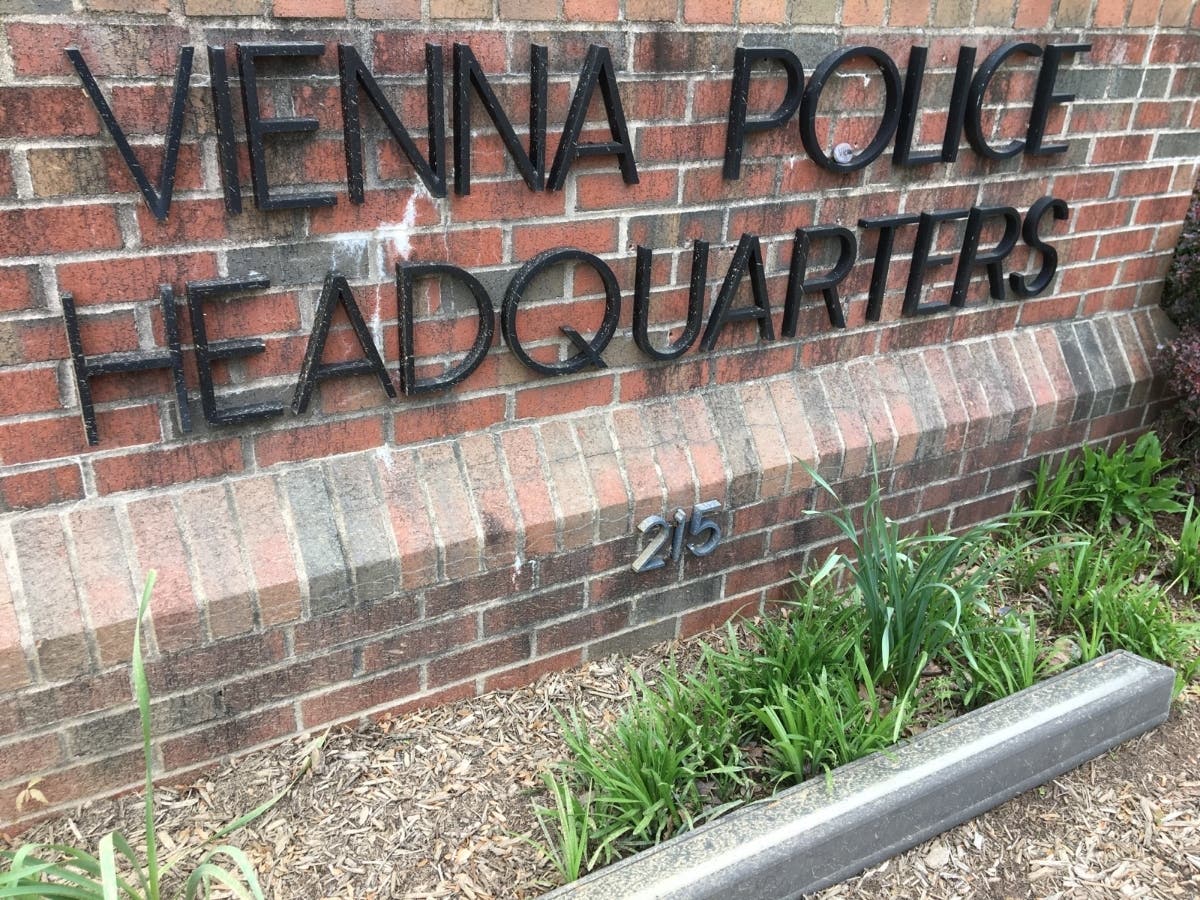 VIENNA POLICE
HEADQUARTERS
215